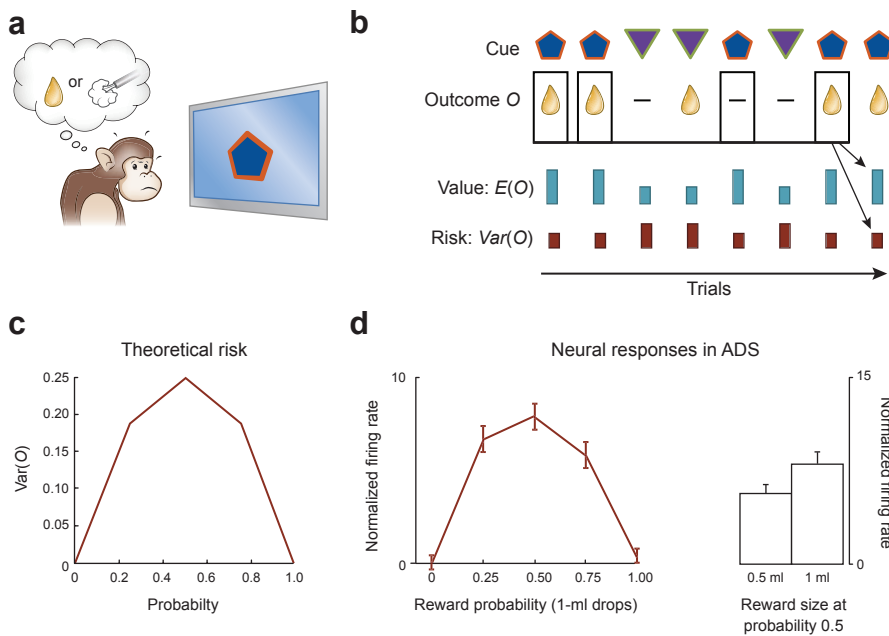 a
or
b
Cue
Outcome O
Value: E(O)
Risk: Var(O)
Trials
c
Theoretical risk
Var(O)
0.25
0.20
0.15
0.10
0.05
0
0 0.2 0.4 0.6 0.8 1.0
Probabilty
d
Neural responses in ADS
Normalized firing rate
10
0
0 0.25 0.50 0.75 1.00
Reward probability (1-ml drops)
15
0
Normalized firing rate
0.5 ml 1 ml
Reward size at
probability 0.5